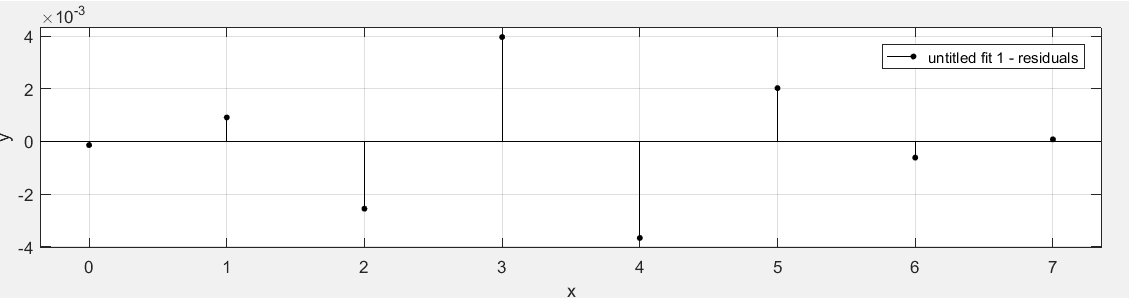 ×10⁻³
4
untitled fit 1 - residuals
2
0
y
-2
-4
0 1 2 3 4 5 6 7
x